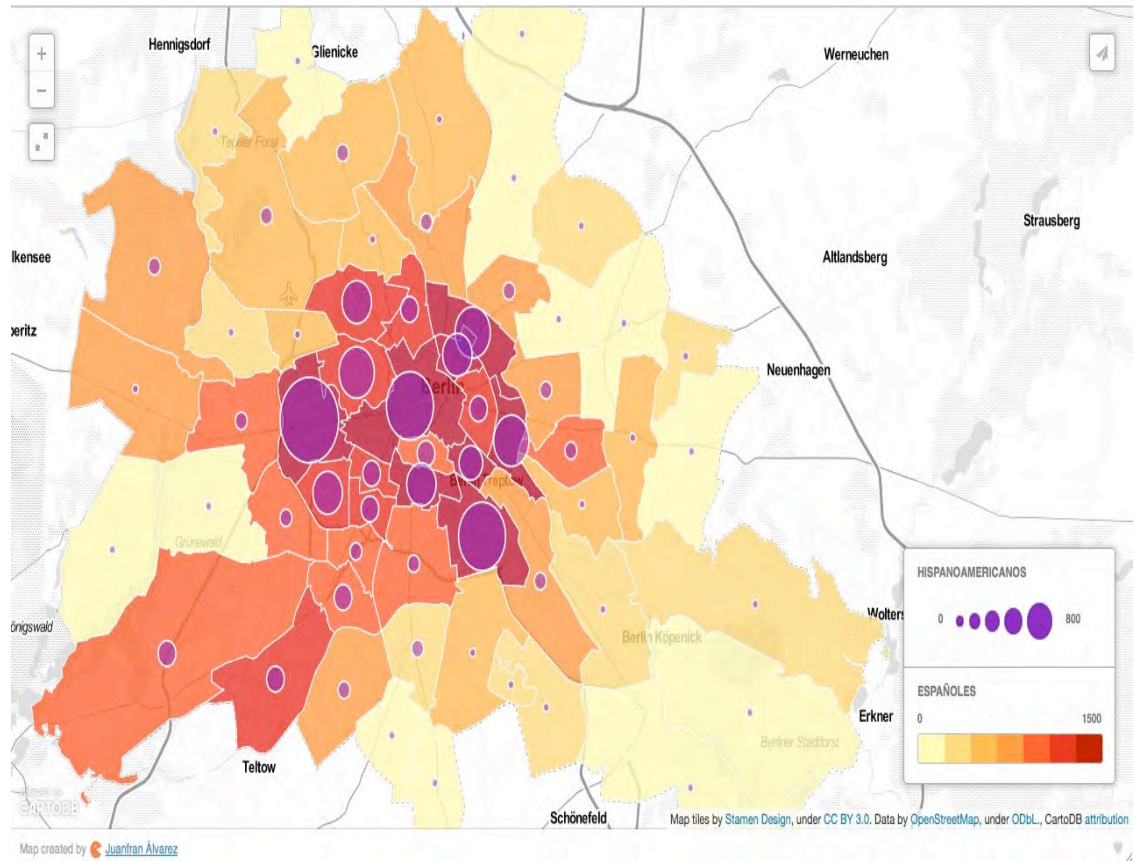 +
−
Hennigsdorf
Glienicke
Werneuchen
Tegeler Forst
Strausberg
lkensee
Altlandsberg
peritz
Neuenhagen
Berlin
Berlin Treptow
Grunewald
HISPANOAMERICANOS
0 800
önigswald
Wolters
Berlin Köpenick
ESPAÑOLES
0 1500
Erkner
Berliner Stadtforst
Teltow
CARTODB
Schönefeld
Map tiles by Stamen Design, under CC BY 3.0. Data by OpenStreetMap, under ODbL., CartoDB attribution
Map created by Juanfran Álvarez